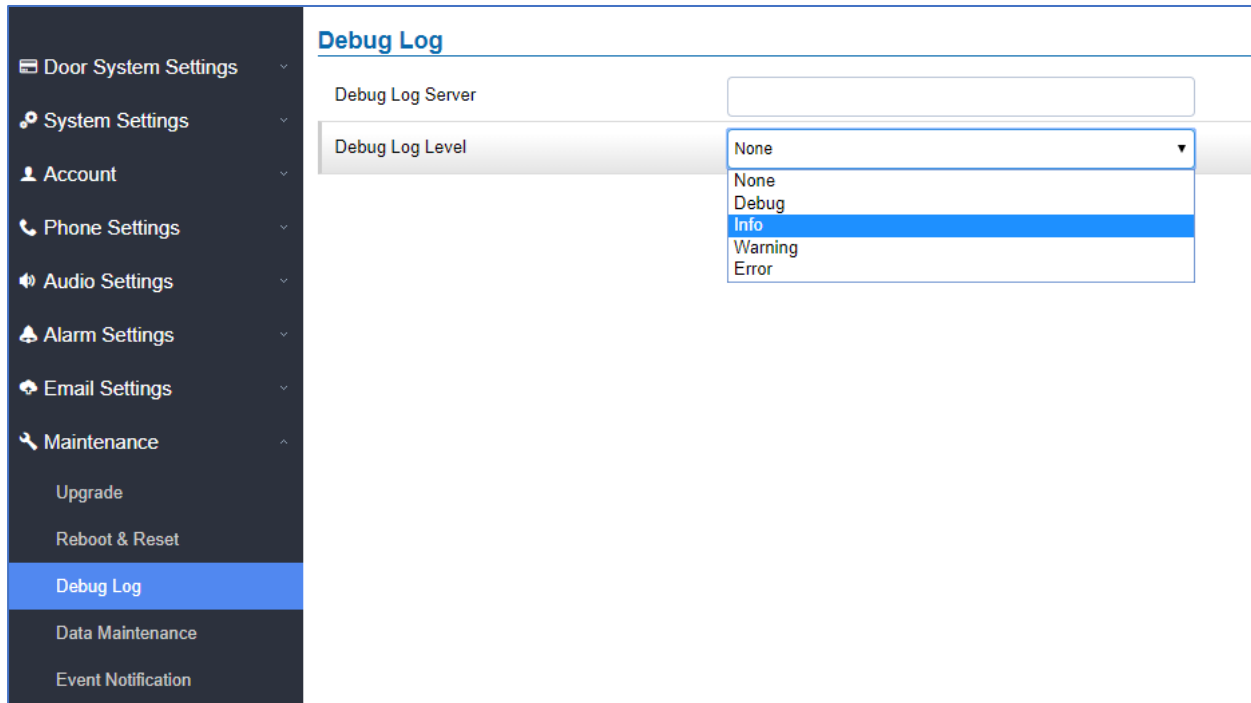 Door System Settings
System Settings
Account
Phone Settings
Audio Settings
Alarm Settings
Email Settings
Maintenance
Upgrade
Reboot & Reset
Debug Log
Data Maintenance
Event Notification
Debug Log
Debug Log Server
Debug Log Level
None
None
Debug
Info
Warning
Error